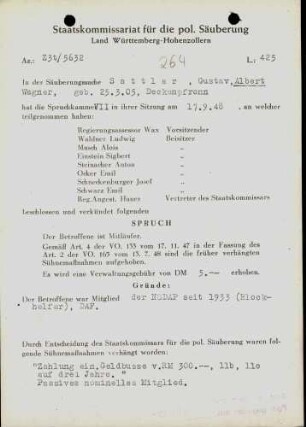 Staatskommissariat für die pol. Säuberung
Land Württemberg-Hohenzollern
Az.: Z31/5632
264
L.: 425
In der Säuberungssache Sattler, Gustav, Albert
Wagner, geb. 25.3.05, Deckenpfronn
hat die Spruchkammer VII in ihrer Sitzung am 17.9.48, an welcher
teilgenommen haben:
Regierungsassessor Wax Vorsitzender
Waldner Ludwig Beisitzer
Musch Alois „
Einstein Sigbert „
Steinacher Anton „
Osker Emil „
Schneckenburger Josef „
Schwarz Emil „
Reg.Angest. Haarer Vertreter des Staatskommissars
beschlossen und verkündet folgenden
SPRUCH
Der Betroffene ist Mitläufer.
Gemäß Art. 4 der VO. 133 vom 17. 11. 47 in der Fassung des
Art. 2 der VO. 165 vom 13. 7. 48 sind die früher verhängten
Sühnemaßnahmen aufgehoben.
Es wird eine Verwaltungsgebühr von DM 5.-- erhoben.
Gründe:
Der Betroffene war Mitglied der NSDAP seit 1933 (Block-
helfer), DAF.
Durch Entscheidung des Staatskommissars für die pol. Säuberung waren fol-
gende Sühnemaßnahmen verhängt worden:
"Zahlung ein.Geldbusse v.RM 300.--, 11b, 11e
auf drei Jahre."
Passives nominelles Mitglied.